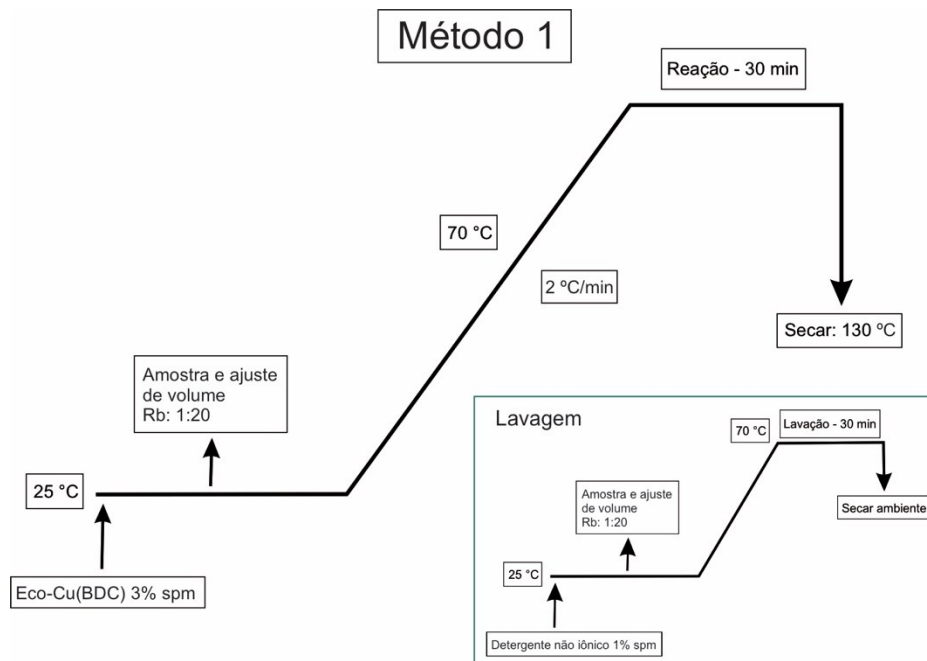 Método 1
Reação - 30 min
70 °C
2 ºC/min
Secar: 130 ºC
Amostra e ajuste
de volume
Rb: 1:20
25 °C
Eco-Cu(BDC) 3% spm
Lavagem
70 °C
Lavação - 30 min
Amostra e ajuste
de volume
Rb: 1:20
Secar ambiente
25 °C
Detergente não iônico 1% spm